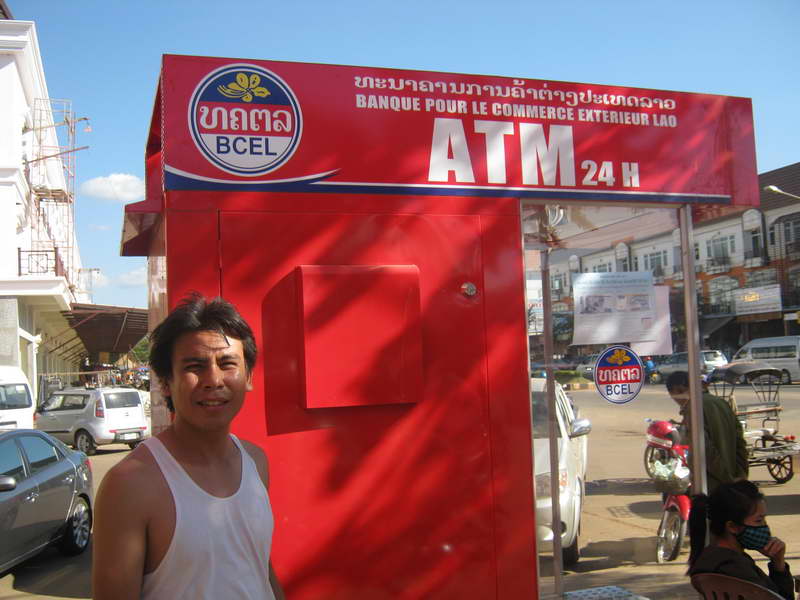 ທະນາຄານການຄ້າຕ່າງປະເທດລາວ
BANQUE POUR LE COMMERCE EXTERIEUR LAO
ATM 24 H
ທຄຕລ
BCEL
ທຄຕລ
BCEL